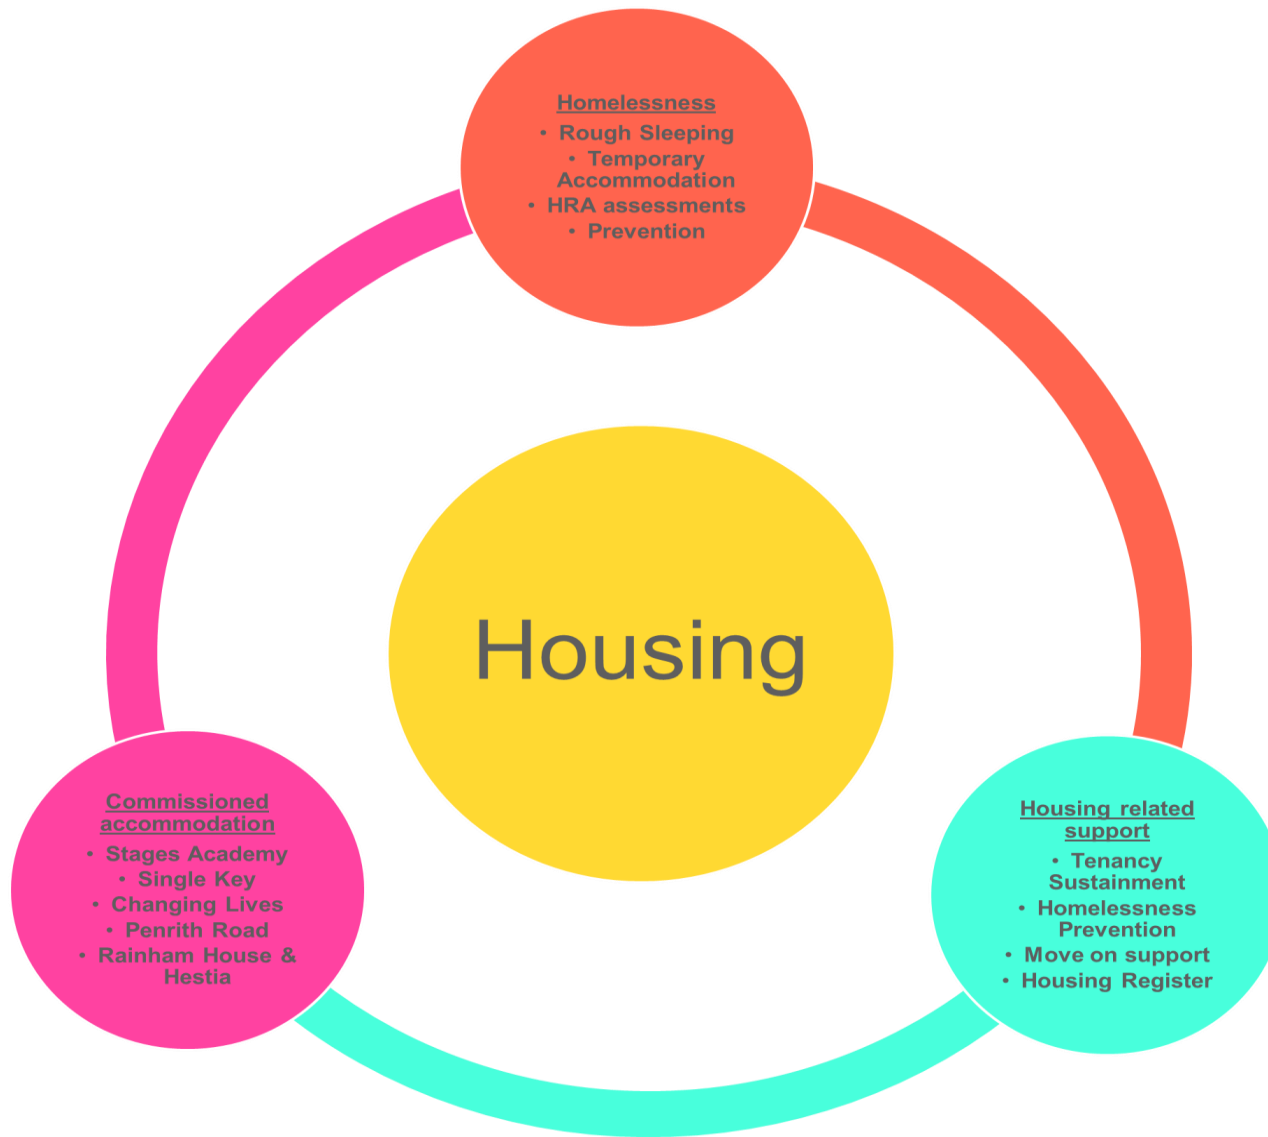 Homelessness
• Rough Sleeping
• Temporary
Accommodation
• HRA assessments
• Prevention
Housing
Commissioned
accommodation
• Stages Academy
• Single Key
• Changing Lives
• Penrith Road
• Rainham House &
Hestia
Housing related
support
• Tenancy
Sustainment
• Homelessness
Prevention
• Move on support
• Housing Register